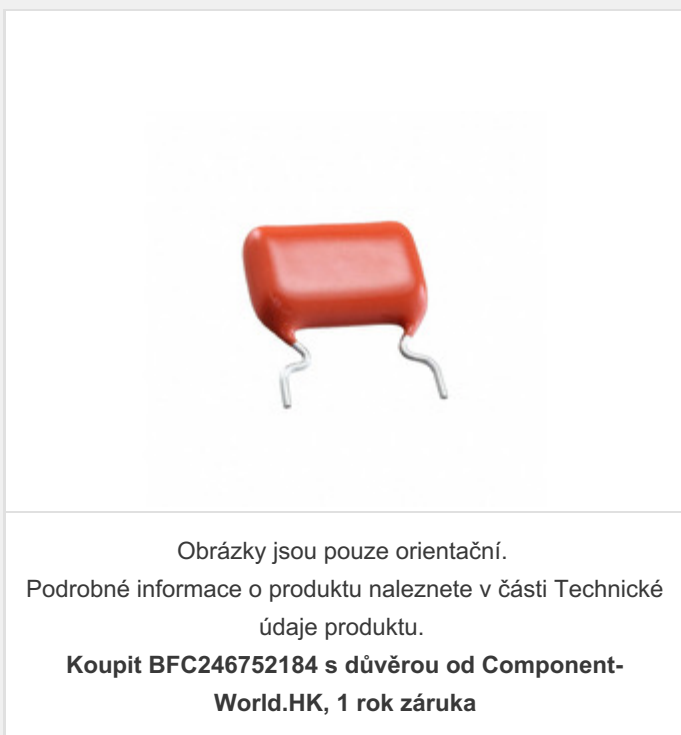 Obrázky jsou pouze orientační.
Podrobné informace o produktu naleznete v části Technické
údaje produktu.
Koupit BFC246752184 s důvěrou od Component-
World.HK, 1 rok záruka